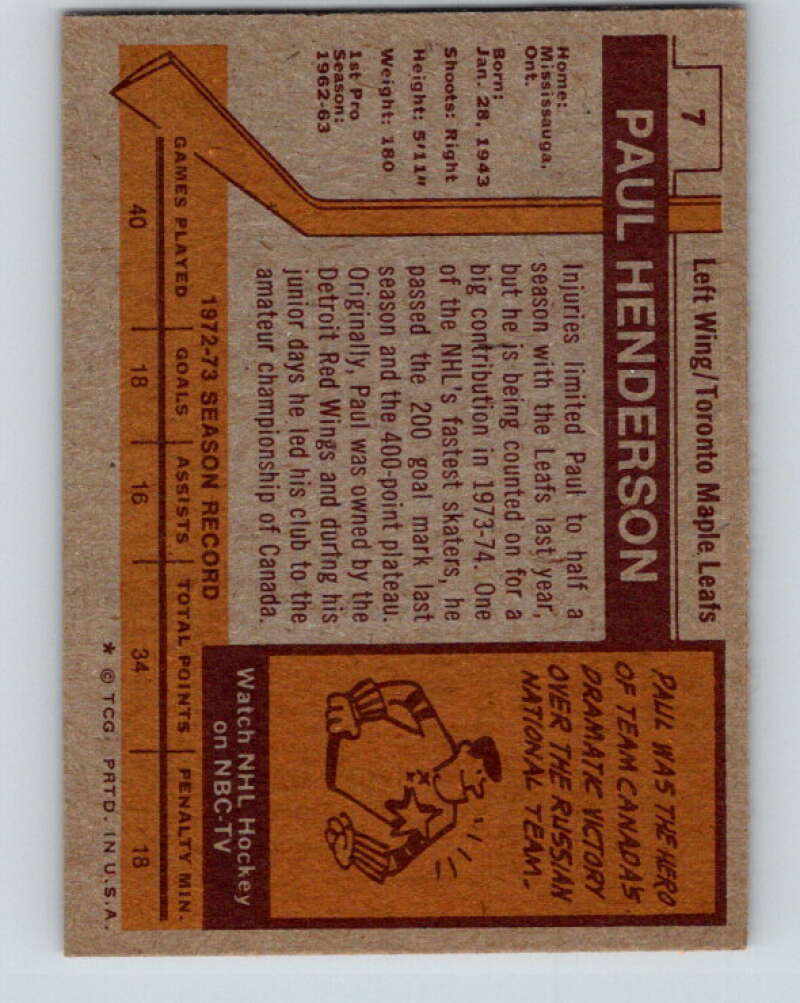 7
Left Wing/Toronto Maple Leafs
PAUL HENDERSON
Home:
Mississauga,
Ont.
Born:
Jan. 28, 1943
Shoots: Right
Height: 5'11"
Weight: 180
1st Pro
Season:
1962-63
Injuries limited Paul to half a
season with the Leafs last year,
but he is being counted on for a
big contribution in 1973-74. One
of the NHL's fastest skaters, he
passed the 200 goal mark last
season and the 400-point plateau.
Originally, Paul was owned by the
Detroit Red Wings and during his
junior days he led his club to the
amateur championship of Canada.
PAUL WAS THE HERO
OF TEAM CANADA'S
DRAMATIC VICTORY
OVER THE RUSSIAN
NATIONAL TEAM.
Watch NHL Hockey
on NBC-TV
1972-73 SEASON RECORD
GAMES PLAYED GOALS ASSISTS TOTAL POINTS PENALTY MIN.
40 18 16 34 18
* © TCG. PRTD. IN U.S.A.